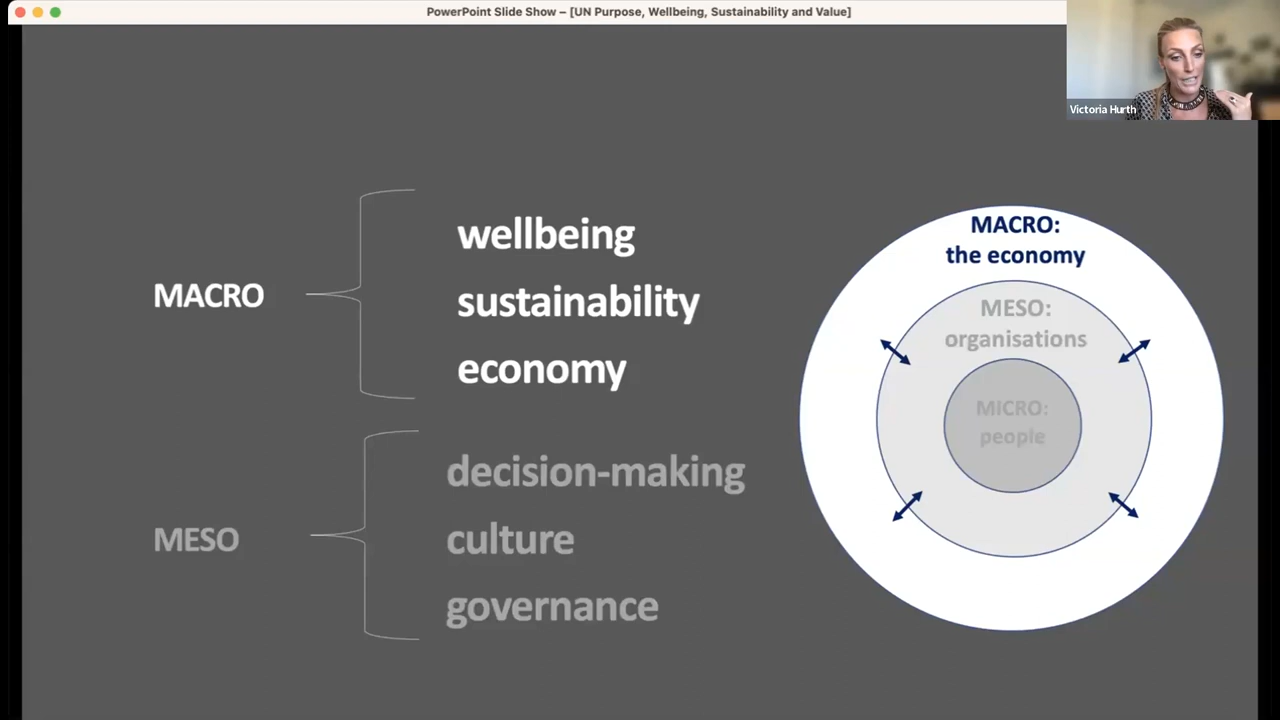 PowerPoint Slide Show – [UN Purpose, Wellbeing, Sustainability and Value]
Victoria Hurth
MACRO
wellbeing
sustainability
economy
MESO
decision-making
culture
governance
MACRO:
the economy
MESO:
organisations
MICRO:
people